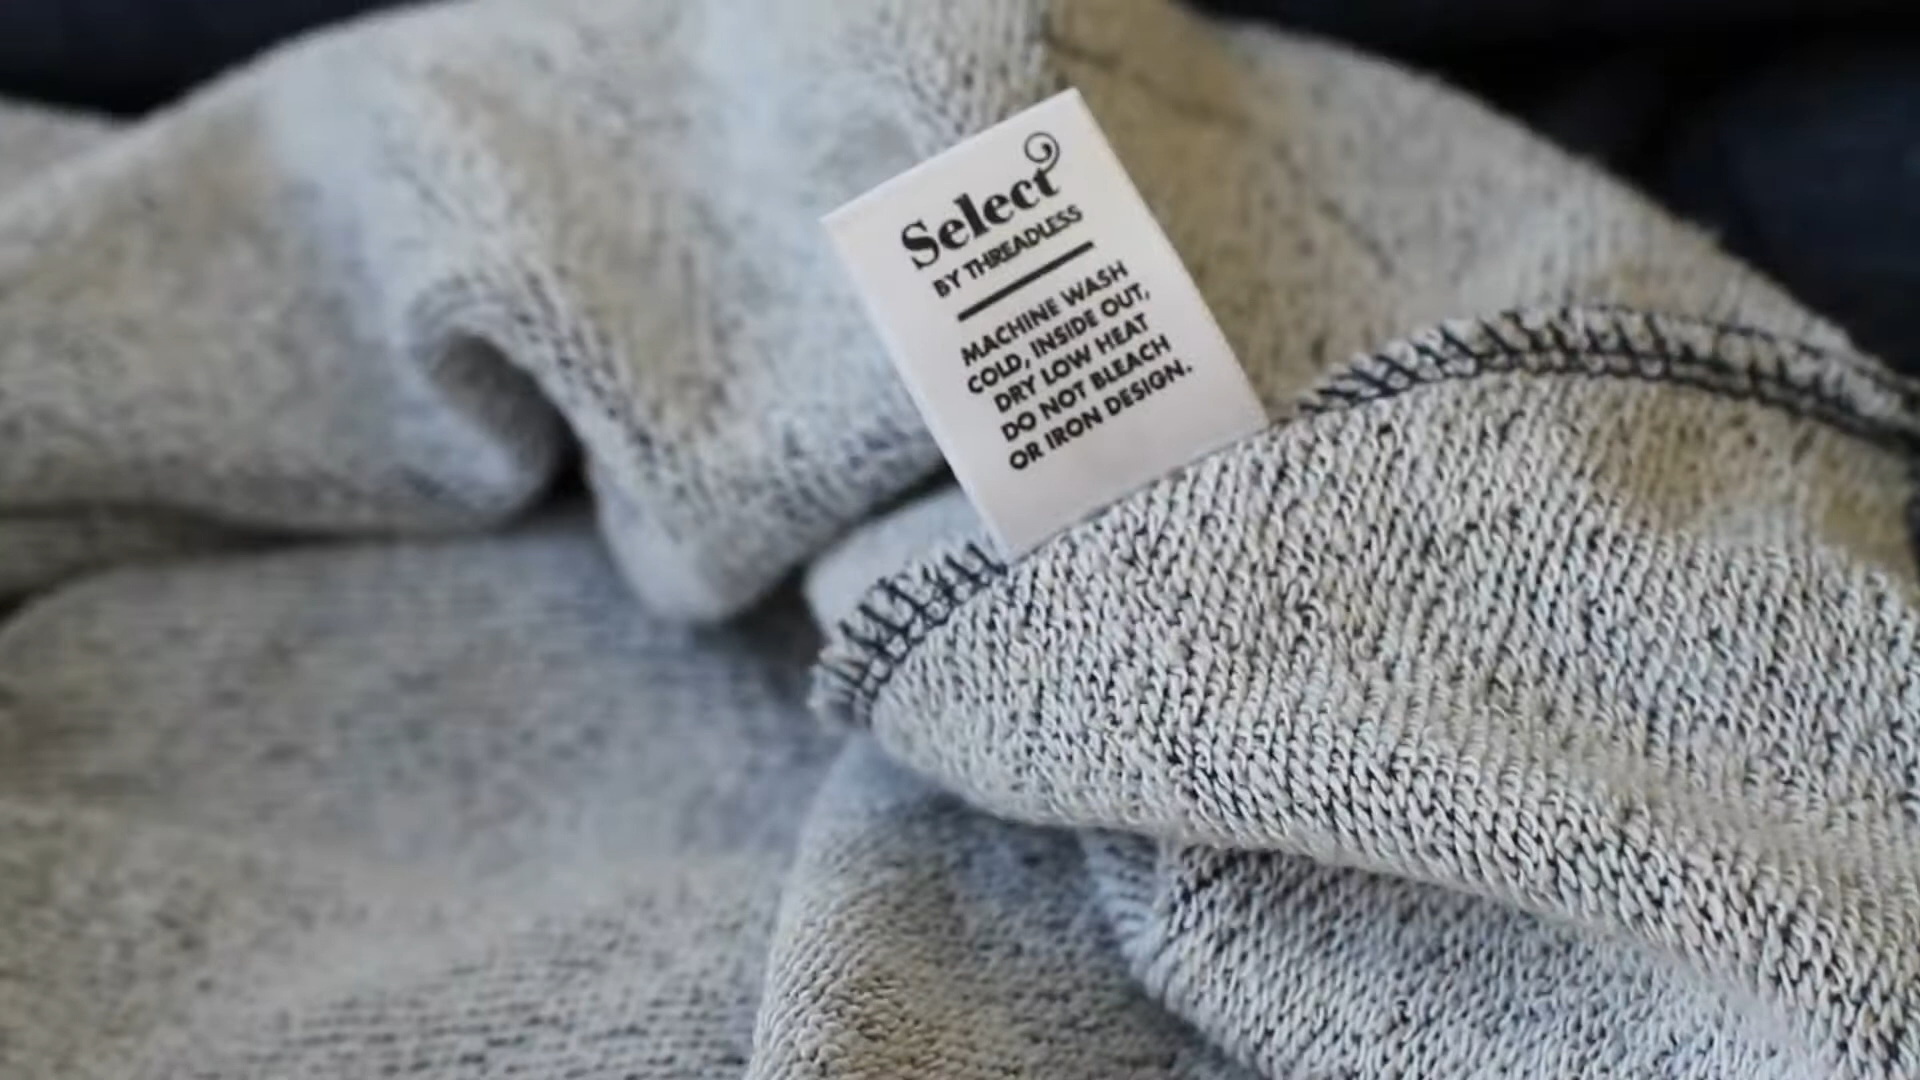 Select
BY THREADLESS
MACHINE WASH
COLD, INSIDE OUT,
DRY LOW HEAT
DO NOT BLEACH
OR IRON DESIGN.